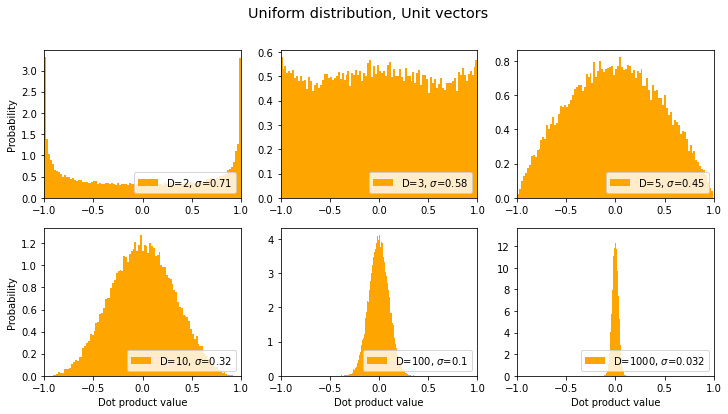 Uniform distribution, Unit vectors
Probability
3.0
2.5
2.0
1.5
1.0
0.5
0.0
D=2, σ=0.71
−1.0 −0.5 0.0 0.5 1.0
0.6
0.5
0.4
0.3
0.2
0.1
0.0
D=3, σ=0.58
−1.0 −0.5 0.0 0.5 1.0
0.8
0.6
0.4
0.2
0.0
D=5, σ=0.45
−1.0 −0.5 0.0 0.5 1.0
Probability
1.2
1.0
0.8
0.6
0.4
0.2
0.0
D=10, σ=0.32
−1.0 −0.5 0.0 0.5 1.0
Dot product value
4
3
2
1
0
D=100, σ=0.1
−1.0 −0.5 0.0 0.5 1.0
Dot product value
12
10
8
6
4
2
0
D=1000, σ=0.032
−1.0 −0.5 0.0 0.5 1.0
Dot product value